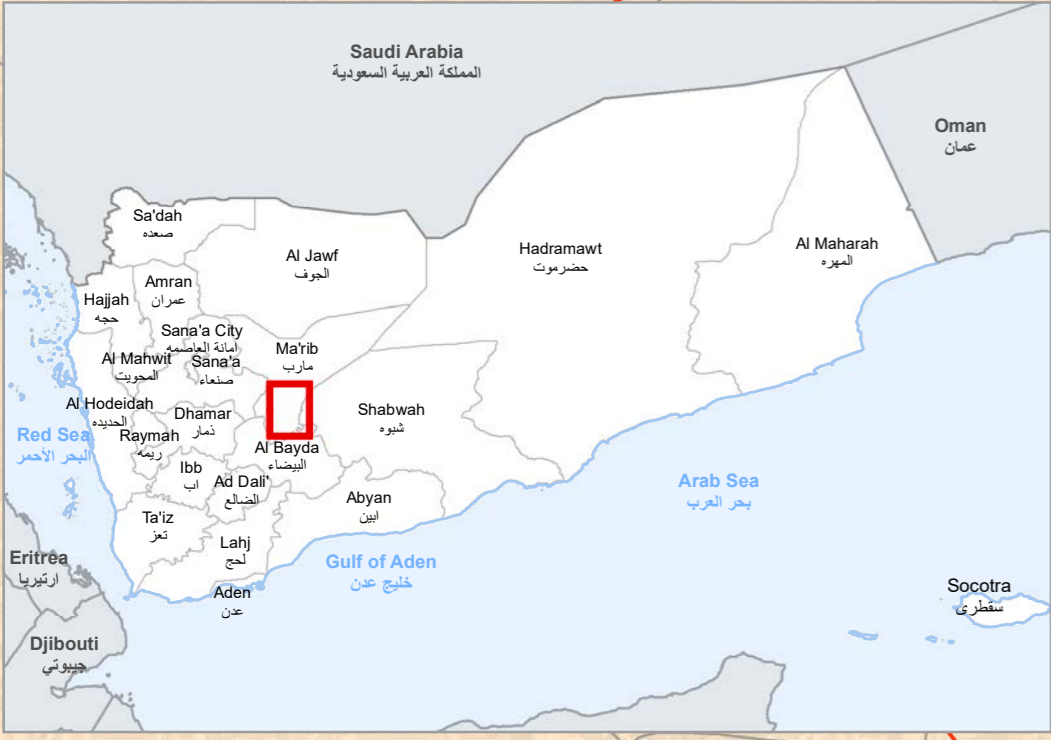 Saudi Arabia
المملكة العربية السعودية
Oman
عمان
Sa'dah
صعده
Al Jawf
الجوف
Hadramawt
حضرموت
Al Maharah
المهره
Amran
عمران
Hajjah
حجه
Sana'a City
أمانة العاصمه
Ma'rib
مارب
Al Mahwit
المحويت
Sana'a
صنعاء
Al Hodeidah
الحديده
Dhamar
ذمار
Shabwah
شبوه
Red Sea
البحر الأحمر
Raymah
ريمه
Al Bayda
البيضاء
Ibb
اب
Ad Dali'
الضالع
Abyan
ابين
Arab Sea
بحر العرب
Ta'iz
تعز
Lahj
لحج
Eritrea
ارتيريا
Gulf of Aden
خليج عدن
Aden
عدن
Socotra
سقطرى
Djibouti
جيبوتي